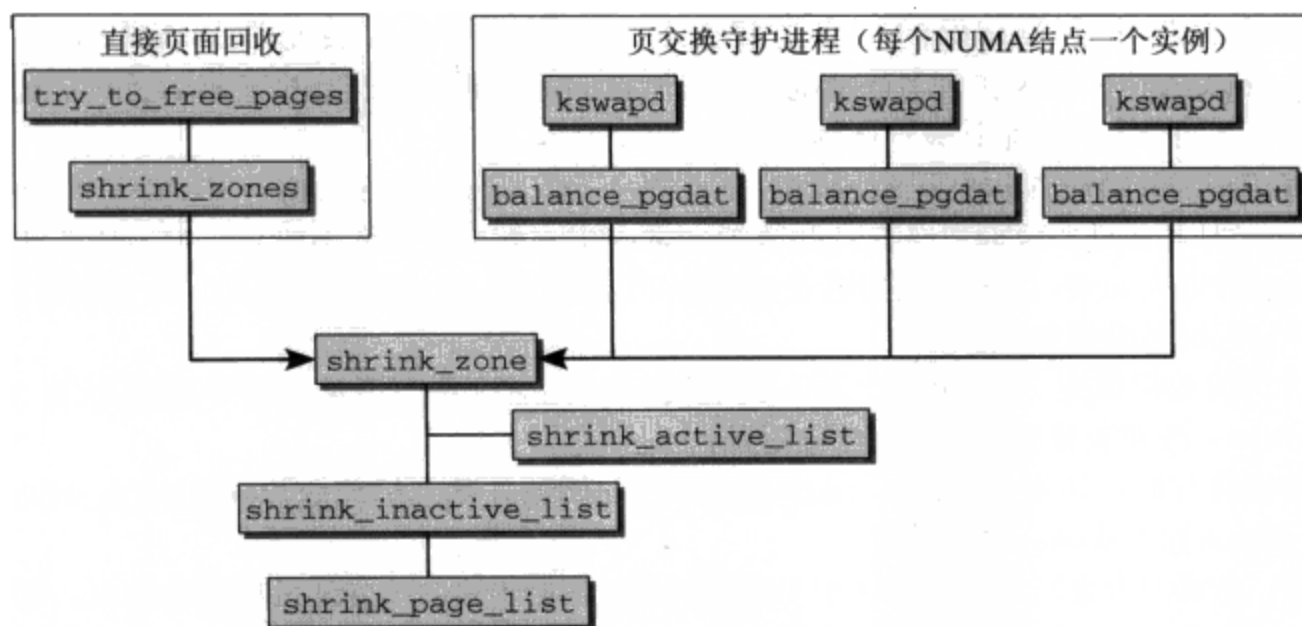 直接页面回收
try_to_free_pages
shrink_zones
页交换守护进程（每个NUMA结点一个实例）
kswapd
kswapd
kswapd
balance_pgdat
balance_pgdat
balance_pgdat
shrink_zone
shrink_active_list
shrink_inactive_list
shrink_page_list